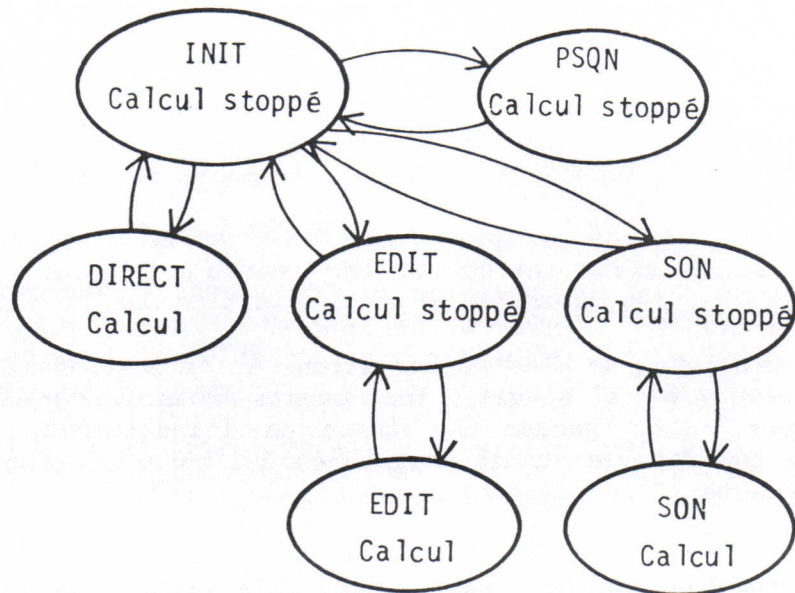 INIT
Calcul stoppé
PSQN
Calcul stoppé
DIRECT
Calcul
EDIT
Calcul stoppé
SON
Calcul stoppé
EDIT
Calcul
SON
Calcul